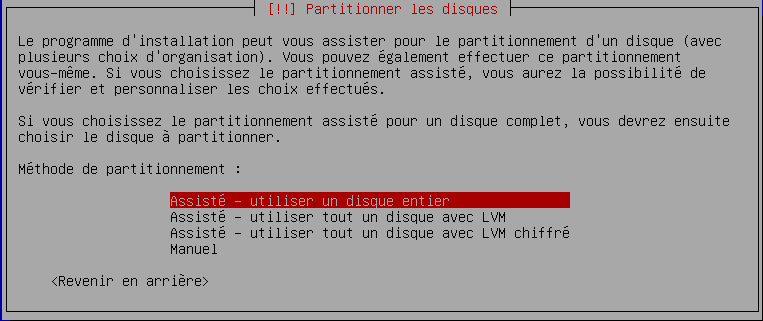 [!!] Partitionner les disques
Le programme d'installation peut vous assister pour le partitionnement d'un disque (avec
plusieurs choix d'organisation). Vous pouvez également effectuer ce partitionnement
vous-même. Si vous choisissez le partitionnement assisté, vous aurez la possibilité de
vérifier et personnaliser les choix effectués.
Si vous choisissez le partitionnement assisté pour un disque complet, vous devrez ensuite
choisir le disque à partitionner.
Méthode de partitionnement :
Assisté - utiliser un disque entier
Assisté - utiliser tout un disque avec LVM
Assisté - utiliser tout un disque avec LVM chiffré
Manuel
<Revenir en arrière>